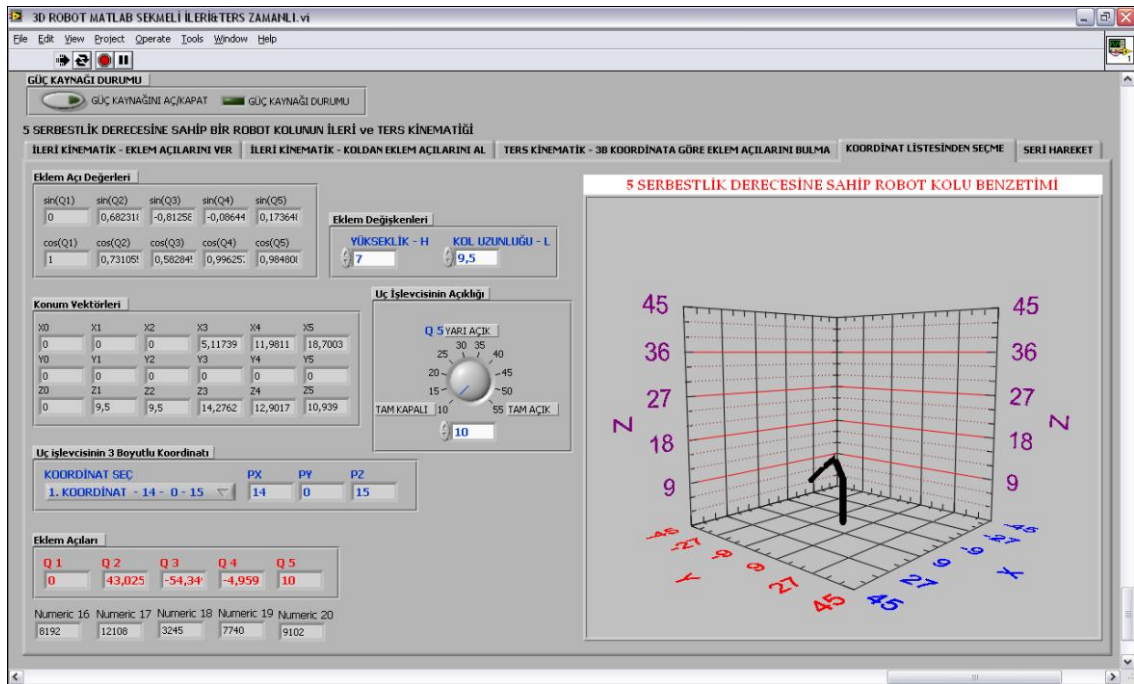 3D ROBOT MATLAB SEKMELİ İLERİ&TERS ZAMANLI.vi
File Edit View Project Operate Tools Window Help
1
GÜÇ KAYNAĞI DURUMU
GÜÇ KAYNAĞINI AÇ/KAPAT GÜÇ KAYNAĞI DURUMU
5 SERBESTLİK DERECESİNE SAHİP BİR ROBOT KOLUNUN İLERİ ve TERS KİNEMATİĞİ
İLERİ KİNEMATİK - EKLEM AÇILARINI VER İLERİ KİNEMATİK - KOLDAN EKLEM AÇILARINI AL TERS KİNEMATİK - 3B KOORDİNATA GÖRE EKLEM AÇILARINI BULMA KOORDİNAT LİSTESİNDEN SEÇME SERİ HAREKET
Eklem Açı Değerleri
sin(Q1) sin(Q2) sin(Q3) sin(Q4) sin(Q5)
0 0,68231 -0,81258 -0,08644 0,17364
cos(Q1) cos(Q2) cos(Q3) cos(Q4) cos(Q5)
1 0,73105 0,58284 0,99625 0,98480
Eklem Değişkenleri
YÜKSEKLİK - H KOL UZUNLUĞU - L
7 9,5
Konum Vektörleri
X0 X1 X2 X3 X4 X5
0 0 0 5,11739 11,9811 18,7003
Y0 Y1 Y2 Y3 Y4 Y5
0 0 0 0 0 0
Z0 Z1 Z2 Z3 Z4 Z5
0 9,5 9,5 14,2762 12,9017 10,939
Uç İşlevcisinin Açıklığı
Q 5 YARI AÇIK
10 15 20 25 30 35 40 45 50 55
TAM KAPALI TAM AÇIK
10
Uç işlevcisinin 3 Boyutlu Koordinatı
KOORDİNAT SEÇ PX PY PZ
1. KOORDİNAT - 14 - 0 - 15 14 0 15
Eklem Açıları
Q 1 Q 2 Q 3 Q 4 Q 5
0 43,025 -54,34 -4,959 10
Numeric 16 Numeric 17 Numeric 18 Numeric 19 Numeric 20
8192 12108 3245 7740 9102
5 SERBESTLİK DERECESİNE SAHİP ROBOT KOLU BENZETİMİ
45 45
36 36
27 27
Z Z
18 18
9 9
-45 -27 -9 9 27 45
Y
-45 -27 -9 9 27 45
X